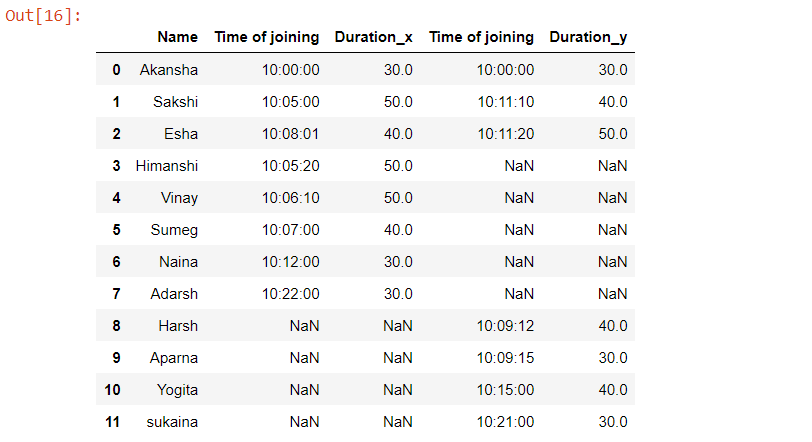 Out[16]:
Name Time of joining Duration_x Time of joining Duration_y
0 Akansha 10:00:00 30.0 10:00:00 30.0
1 Sakshi 10:05:00 50.0 10:11:10 40.0
2 Esha 10:08:01 40.0 10:11:20 50.0
3 Himanshi 10:05:20 50.0 NaN NaN
4 Vinay 10:06:10 50.0 NaN NaN
5 Sumeg 10:07:00 40.0 NaN NaN
6 Naina 10:12:00 30.0 NaN NaN
7 Adarsh 10:22:00 30.0 NaN NaN
8 Harsh NaN NaN 10:09:12 40.0
9 Aparna NaN NaN 10:09:15 30.0
10 Yogita NaN NaN 10:15:00 40.0
11 sukaina NaN NaN 10:21:00 30.0